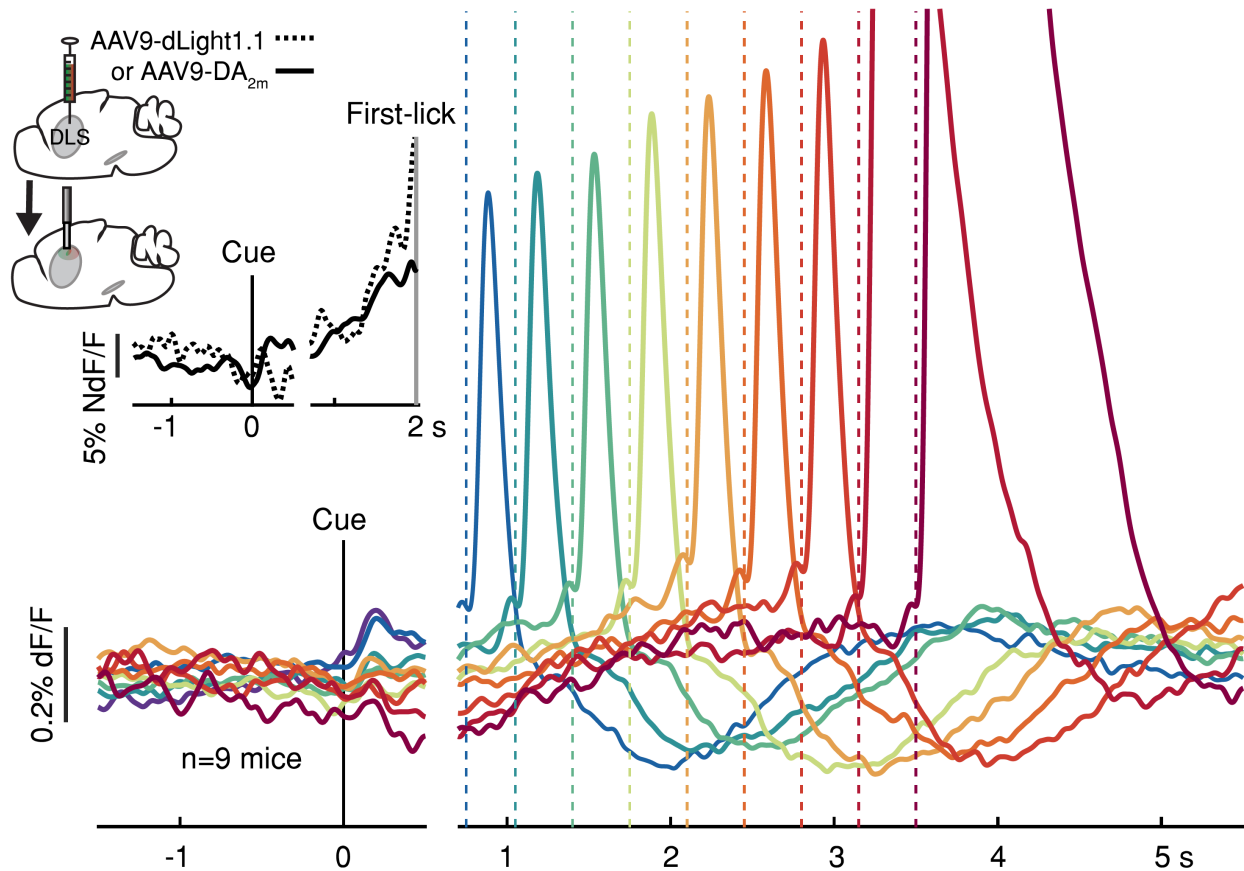 AAV9-dLight1.1
or AAV9-DA2m
First-lick
DLS
Cue
5% NdF/F
-1 0 2 s
Cue
0.2% dF/F
n=9 mice
-1 0 1 2 3 4 5 s